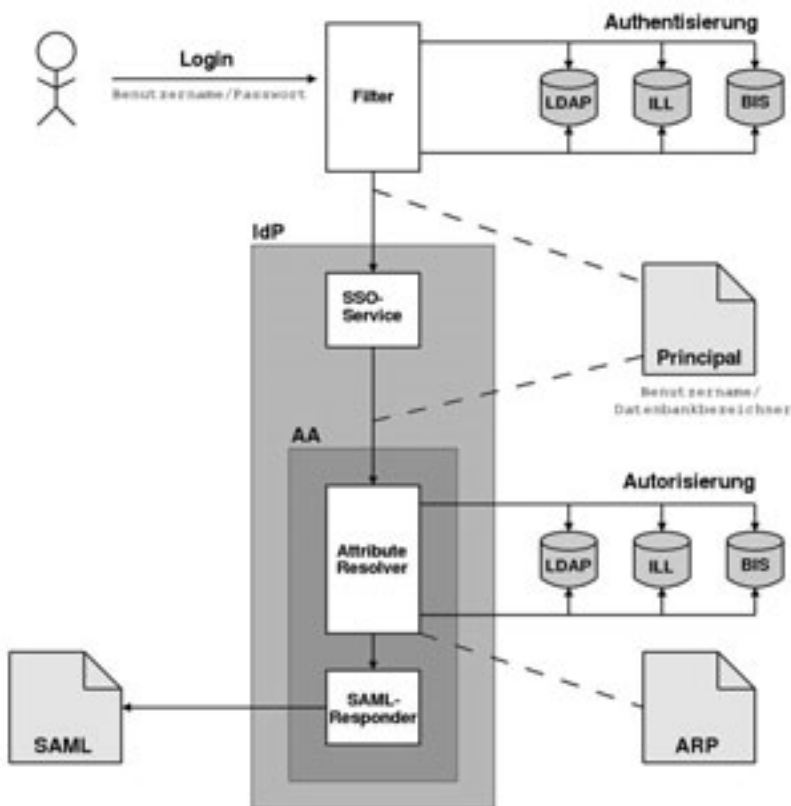 Authentisierung
Login
Benutzername/Passwort
Filter
LDAP
ILL
BIS
IdP
SSO-
Service
Principal
Benutzername/
Datenbankbezeichner
AA
Autorisierung
Attribute
Resolver
LDAP
ILL
BIS
SAML-
Responder
SAML
ARP